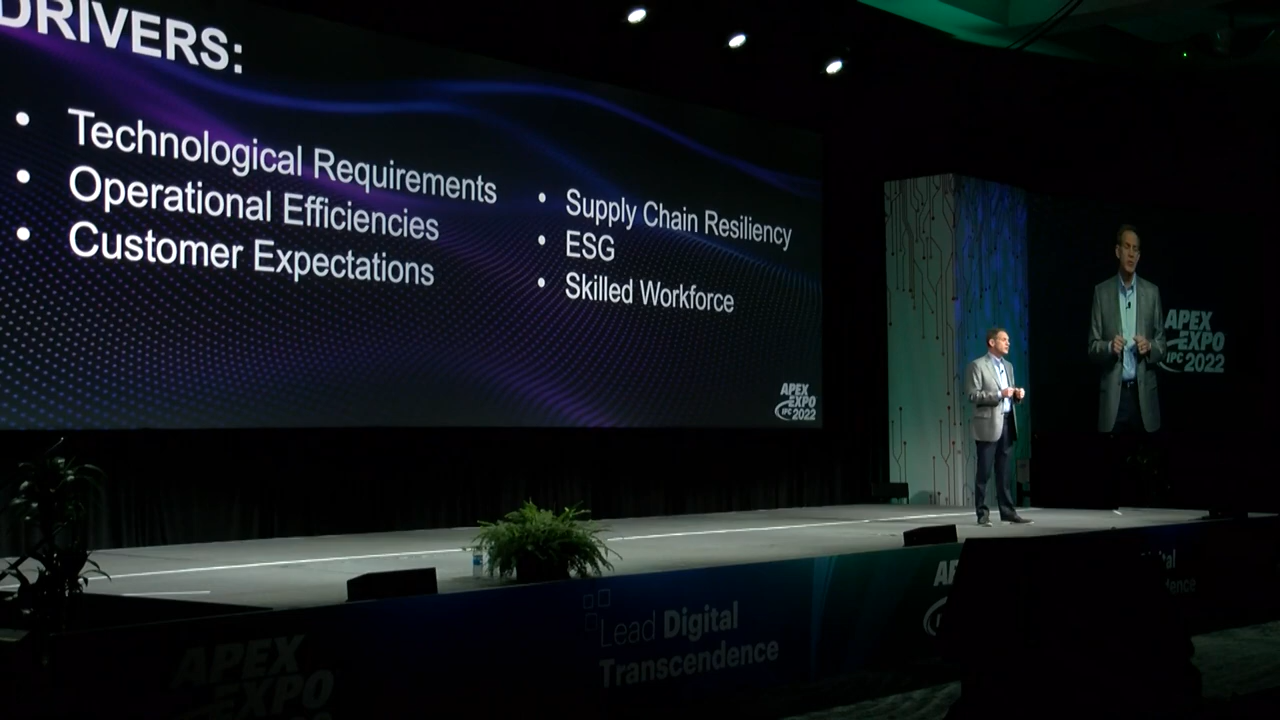 DRIVERS:
• Technological Requirements
• Operational Efficiencies
• Customer Expectations
• Supply Chain Resiliency
• ESG
• Skilled Workforce
APEX
EXPO
IPC 2022
APEX
EXPO
IPC 2022
Lead Digital
Transcendence
APEX
EXPO